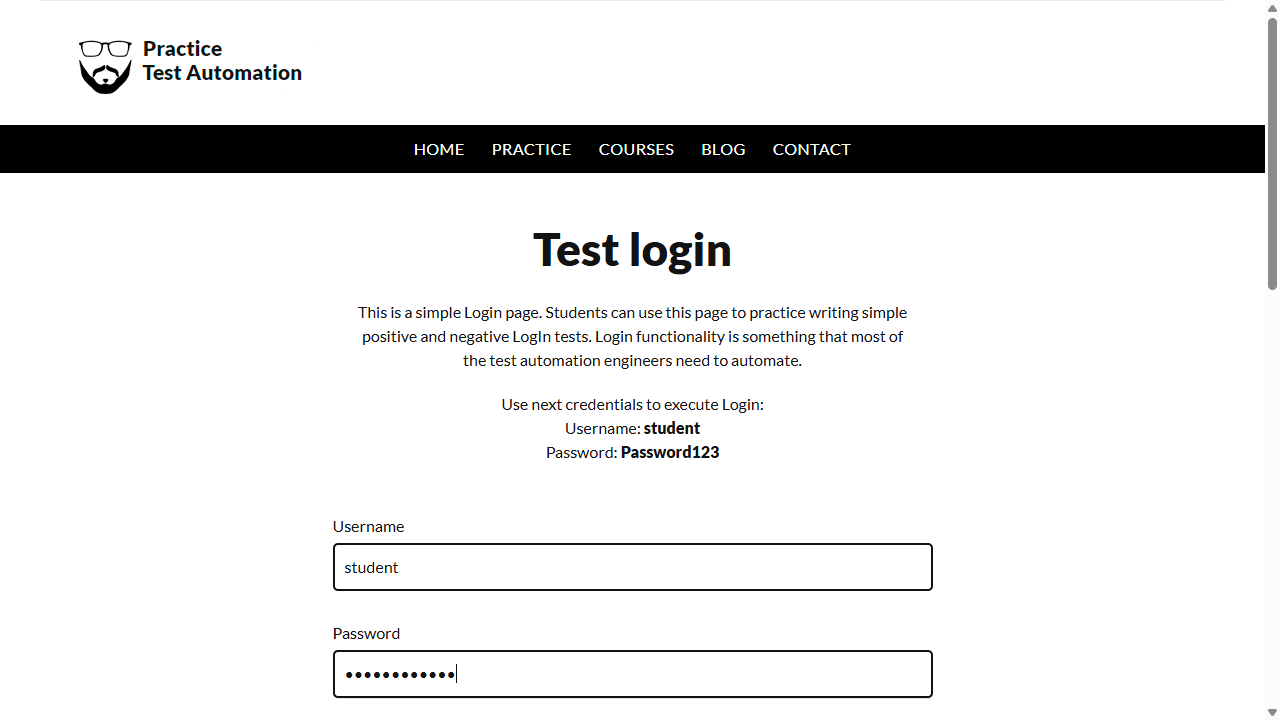 Practice
Test Automation
HOME PRACTICE COURSES BLOG CONTACT
Test login
This is a simple Login page. Students can use this page to practice writing simple
positive and negative LogIn tests. Login functionality is something that most of
the test automation engineers need to automate.
Use next credentials to execute Login:
Username: student
Password: Password123
Username
student
Password
••••••••••••